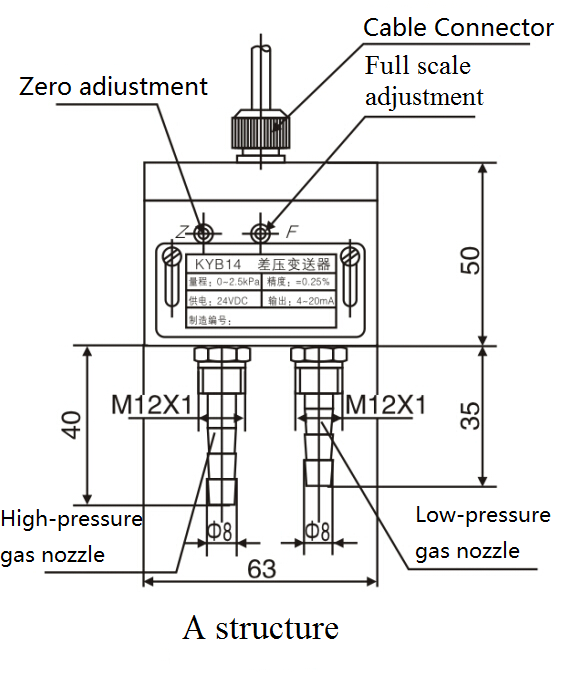 Cable Connector
Zero adiustment
Full scale
adjustment
Z
F
KYB14 差压变送器
量程：0~2.5kPa 精度：=0.25%
供电：24VDC 输出：4~20mA
制造编号：
50
M12X1
M12X1
40
35
High-pressure
gas nozzle
Φ8
Φ8
Low-pressure
gas nozzle
63
A structure